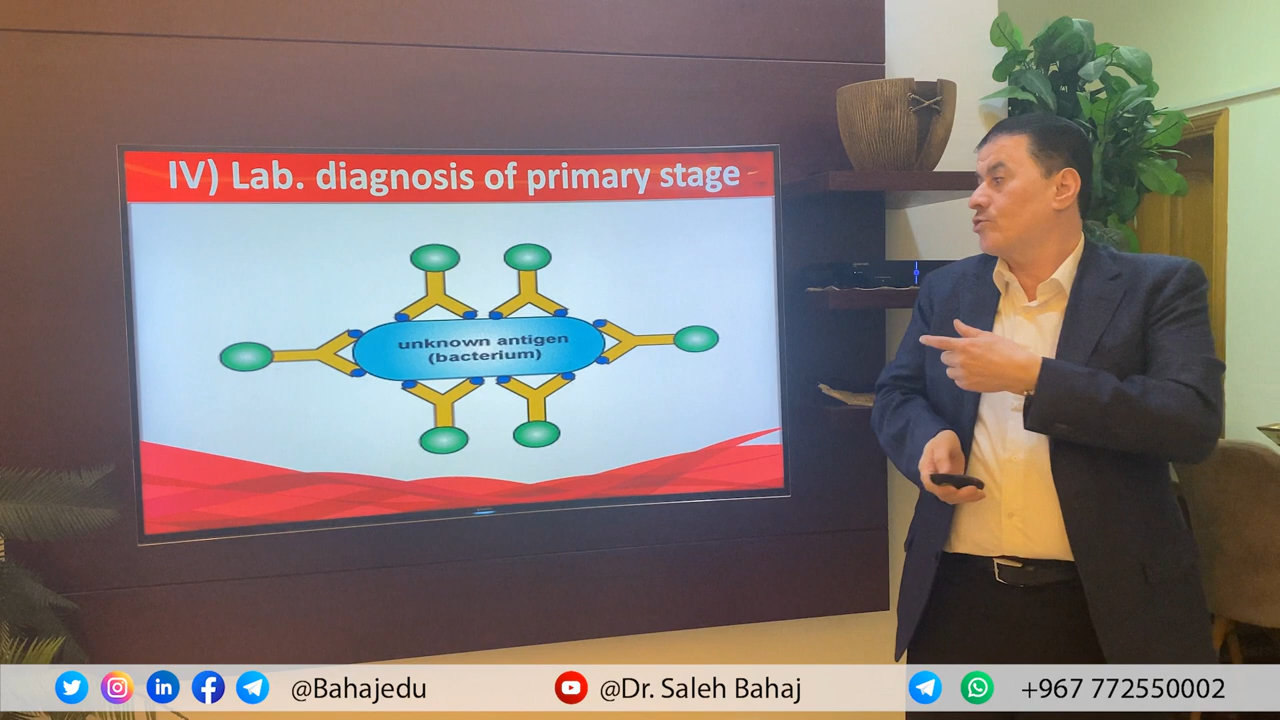 IV) Lab. diagnosis of primary stage
unknown antigen
(bacterium)
@Bahajedu
@Dr. Saleh Bahaj
+967 772550002